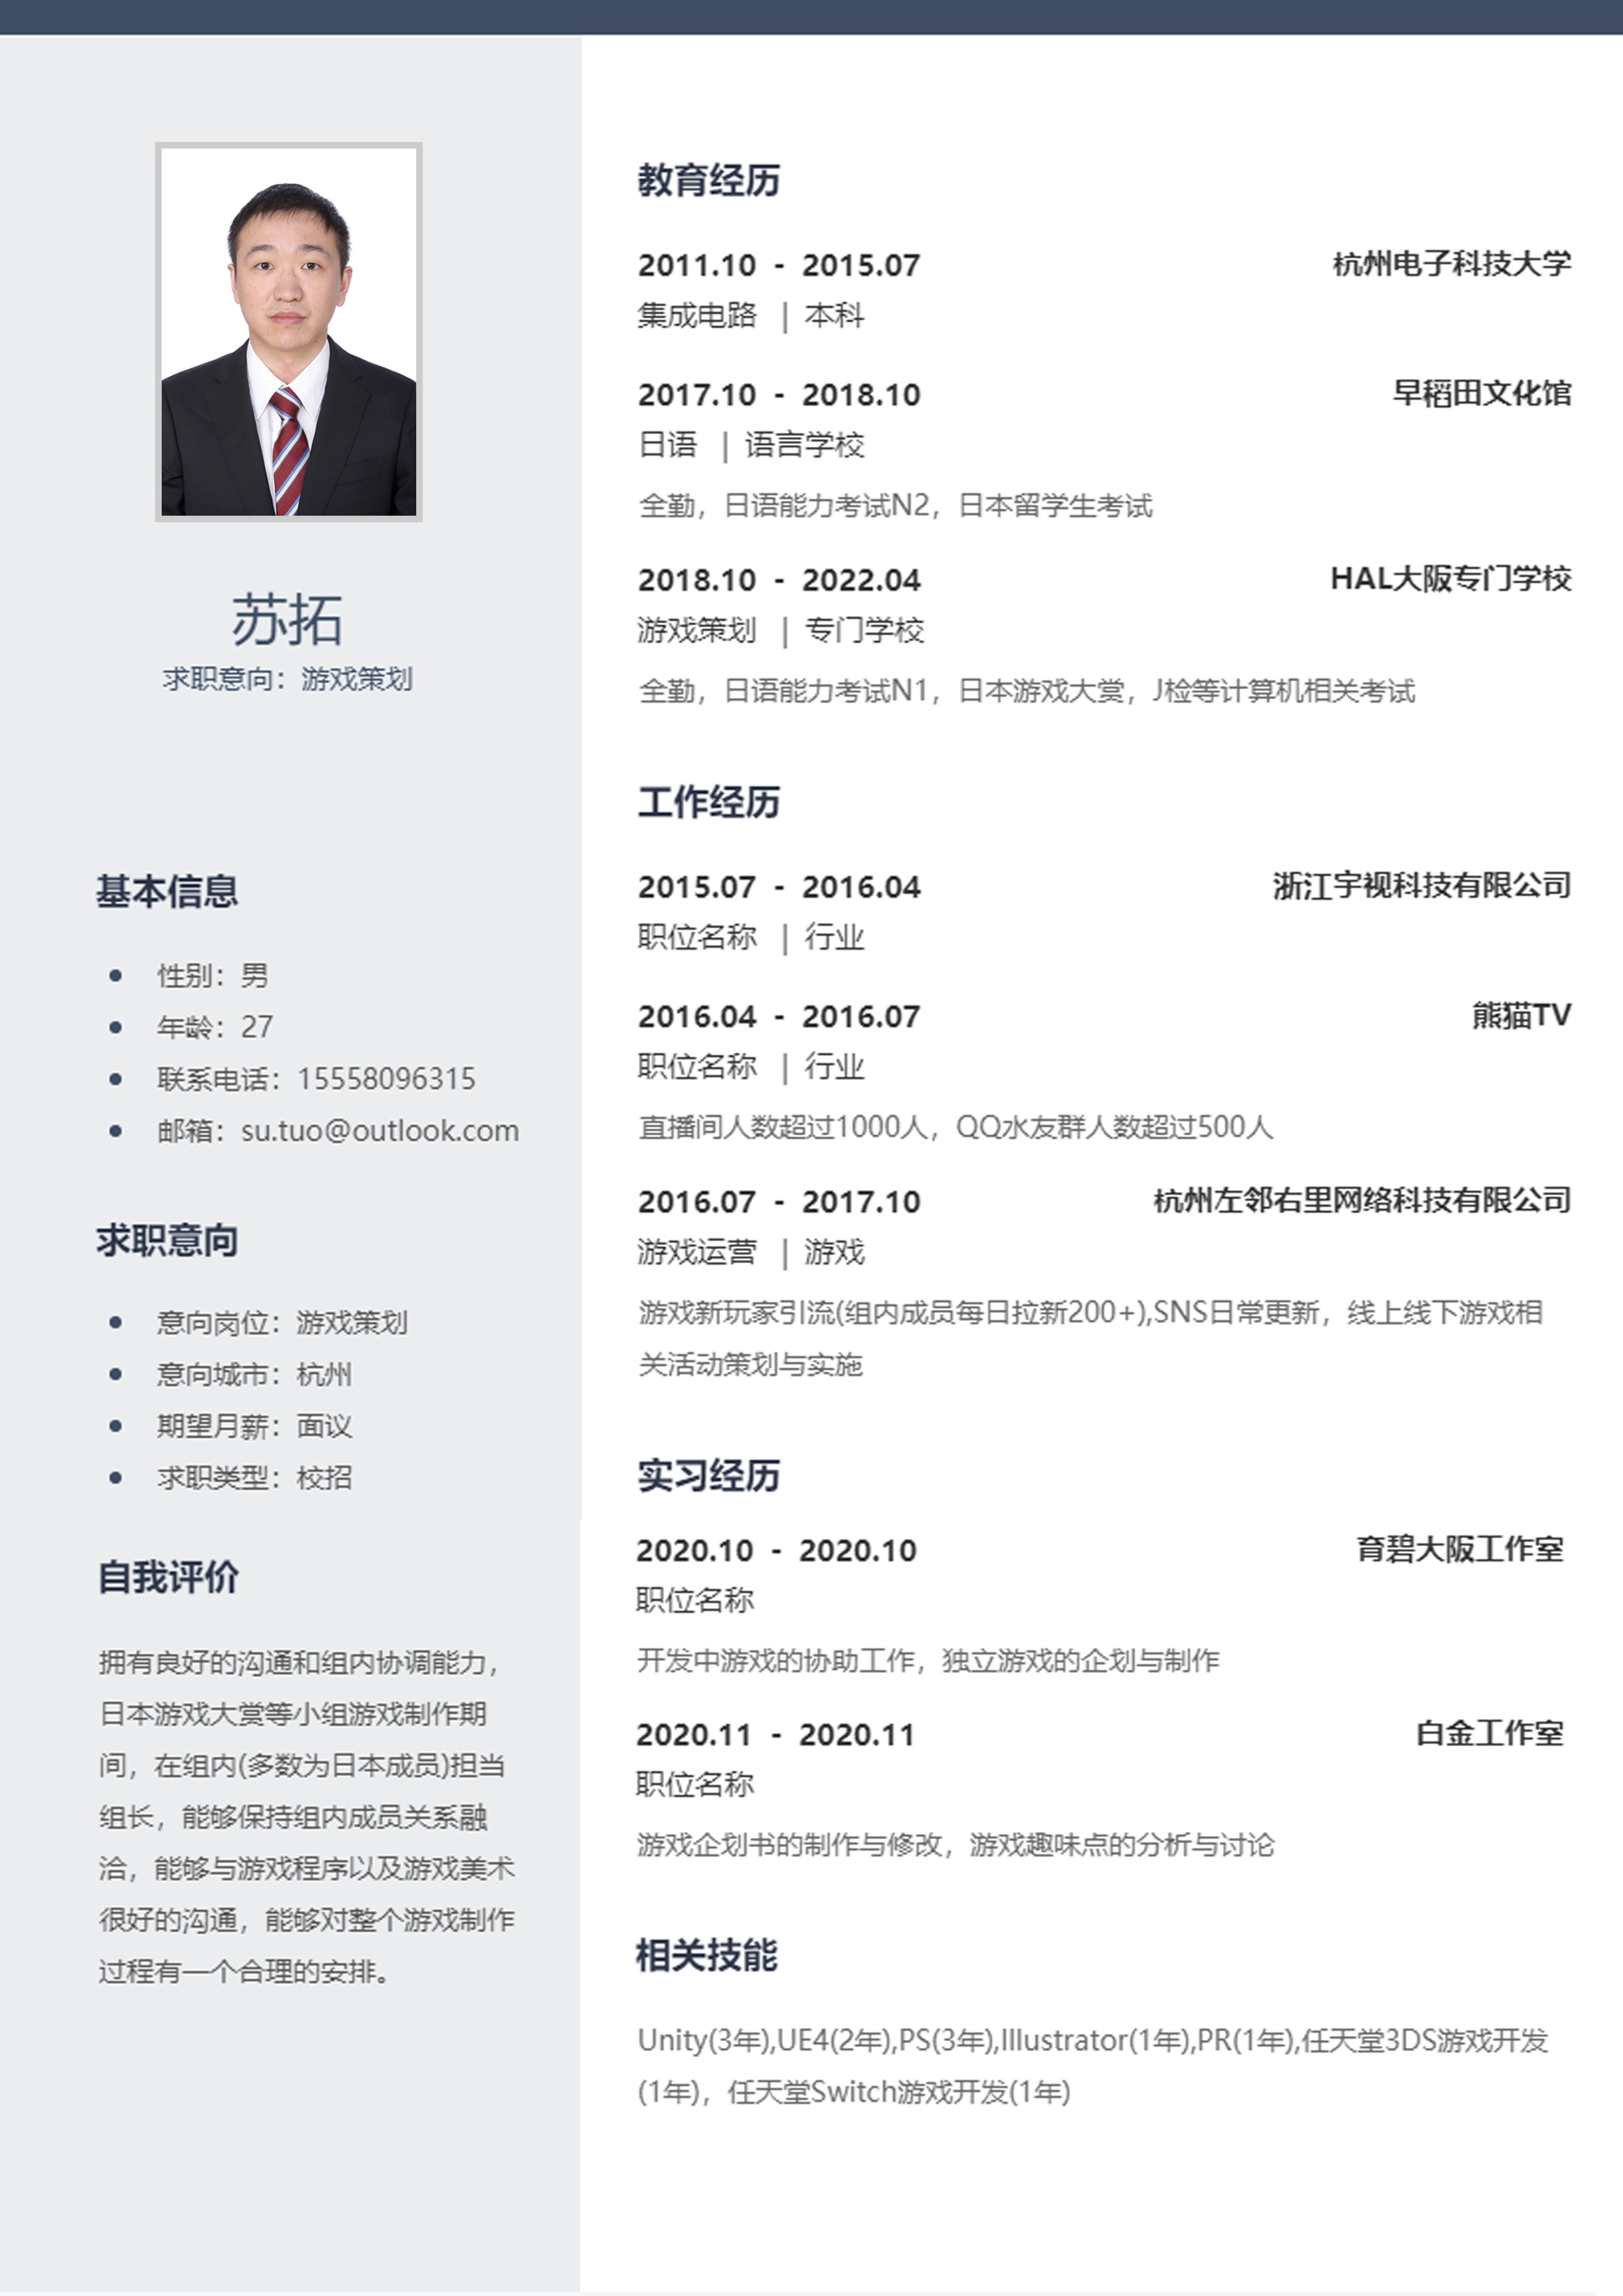 苏拓
求职意向：游戏策划
基本信息
性别：男
年龄：27
联系电话：15558096315
邮箱：su.tuo@outlook.com
求职意向
意向岗位：游戏策划
意向城市：杭州
期望月薪：面议
求职类型：校招
自我评价
拥有良好的沟通和组内协调能力，
日本游戏大赏等小组游戏制作期
间，在组内(多数为日本成员)担当
组长，能够保持组内成员关系融
洽，能够与游戏程序以及游戏美术
很好的沟通，能够对整个游戏制作
过程有一个合理的安排。
教育经历
2011.10 - 2015.07 杭州电子科技大学
集成电路 | 本科
2017.10 - 2018.10 早稻田文化馆
日语 | 语言学校
全勤，日语能力考试N2，日本留学生考试
2018.10 - 2022.04 HAL大阪专门学校
游戏策划 | 专门学校
全勤，日语能力考试N1，日本游戏大赏，J检等计算机相关考试
工作经历
2015.07 - 2016.04 浙江宇视科技有限公司
职位名称 | 行业
2016.04 - 2016.07 熊猫TV
职位名称 | 行业
直播间人数超过1000人，QQ水友群人数超过500人
2016.07 - 2017.10 杭州左邻右里网络科技有限公司
游戏运营 | 游戏
游戏新玩家引流(组内成员每日拉新200+),SNS日常更新，线上线下游戏相
关活动策划与实施
实习经历
2020.10 - 2020.10 育碧大阪工作室
职位名称
开发中游戏的协助工作，独立游戏的企划与制作
2020.11 - 2020.11 白金工作室
职位名称
游戏企划书的制作与修改，游戏趣味点的分析与讨论
相关技能
Unity(3年),UE4(2年),PS(3年),Illustrator(1年),PR(1年),任天堂3DS游戏开发
(1年)，任天堂Switch游戏开发(1年)